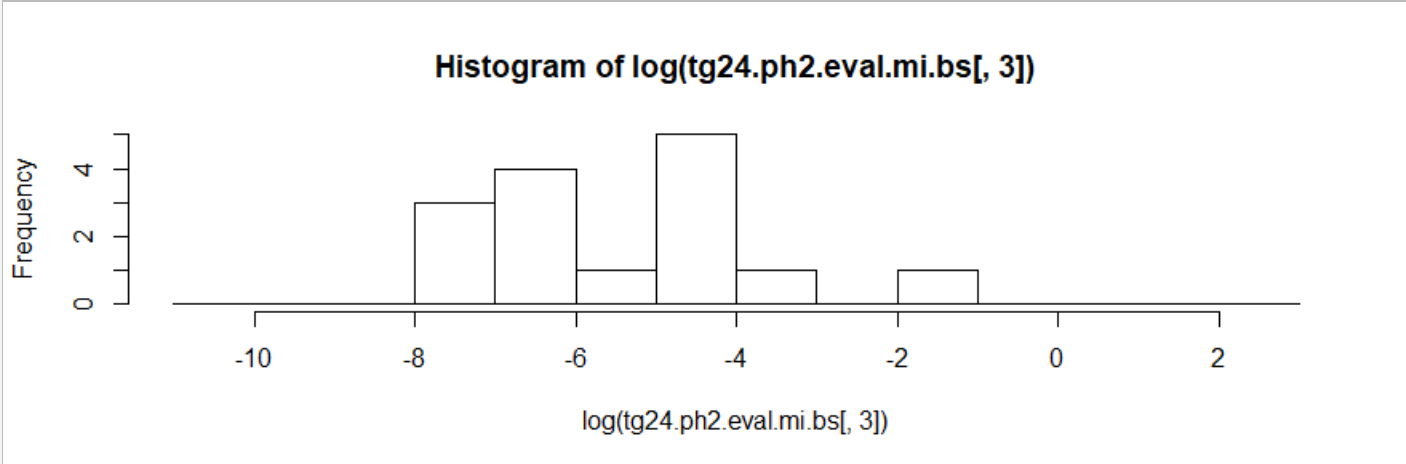 Histogram of log(tg24.ph2.eval.mi.bs[, 3])
Frequency
4
2
0
-10 -8 -6 -4 -2 0 2
log(tg24.ph2.eval.mi.bs[, 3])